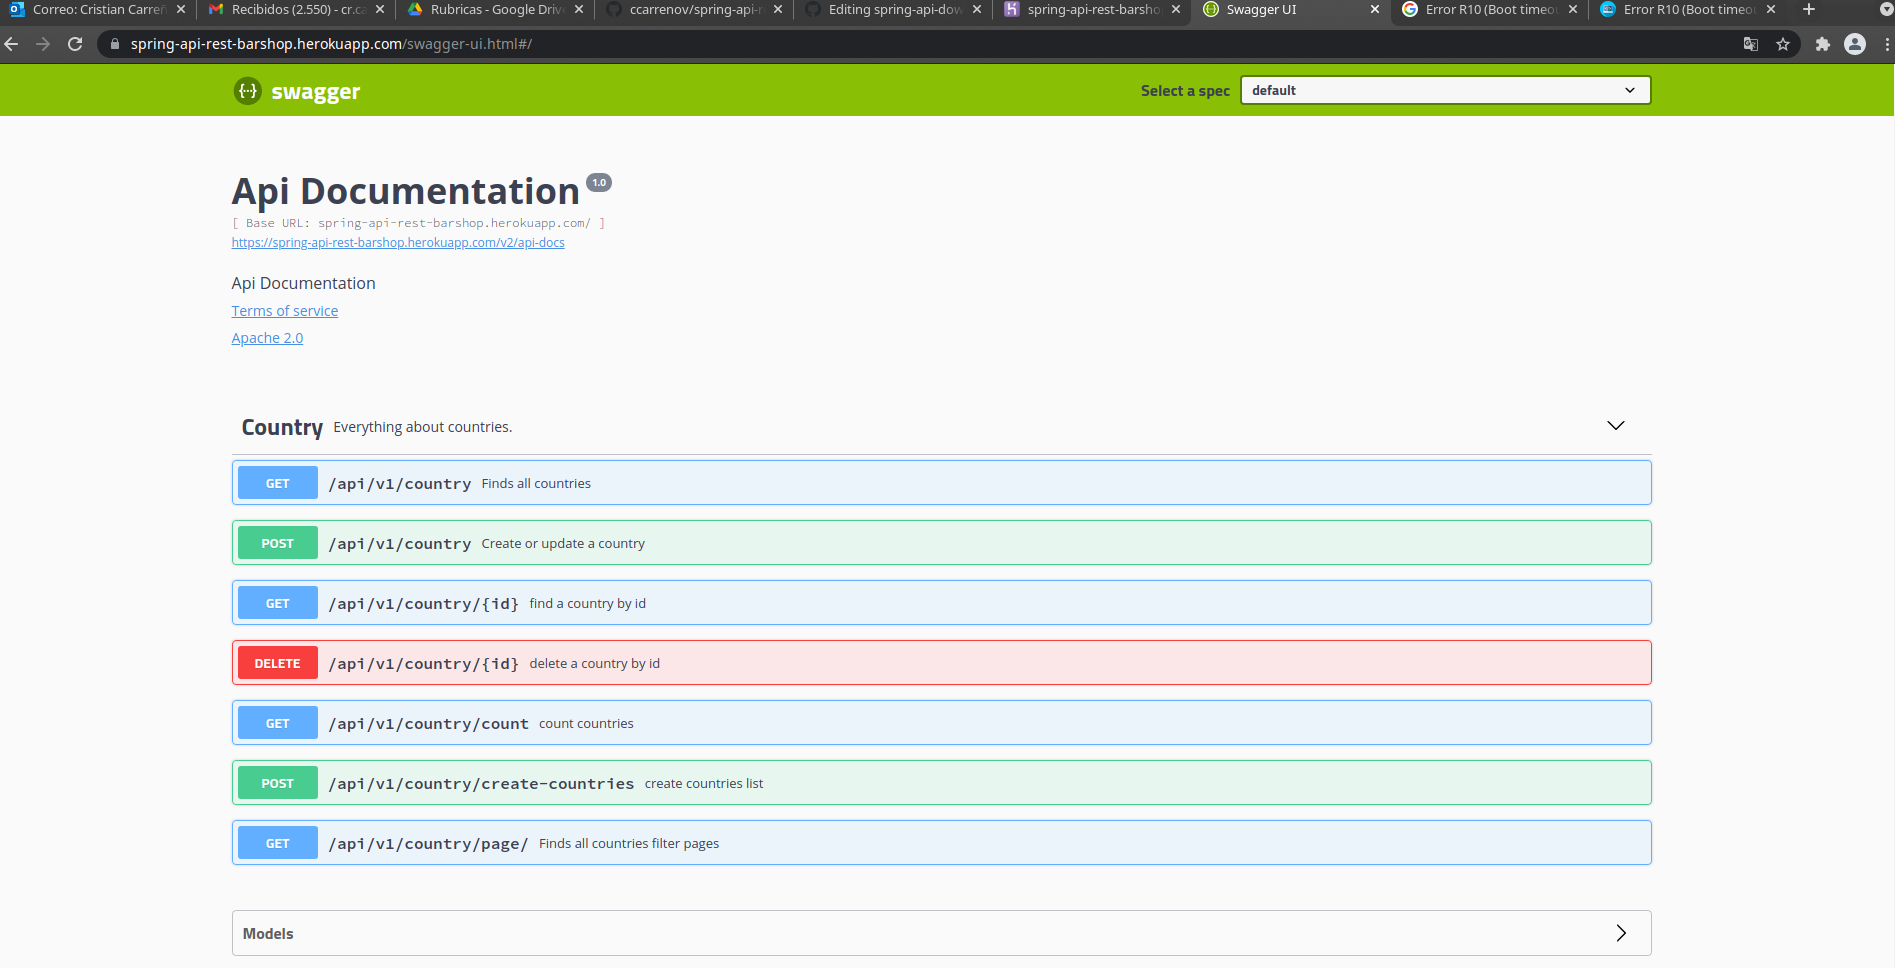 Correo: Cristian Carreñ
Recibidos (2.550) - cr.ca
Rubricas - Google Drive
ccarrenov/spring-api-r
Editing spring-api-dow
spring-api-rest-barsho
Swagger UI
Error R10 (Boot timeou
Error R10 (Boot timeou
spring-api-rest-barshop.herokuapp.com/swagger-ui.html#/
{···} swagger
Select a spec
default
Api Documentation 1.0
[ Base URL: spring-api-rest-barshop.herokuapp.com/ ]
https://spring-api-rest-barshop.herokuapp.com/v2/api-docs
Api Documentation
Terms of service
Apache 2.0
Country Everything about countries.
GET /api/v1/country Finds all countries
POST /api/v1/country Create or update a country
GET /api/v1/country/{id} find a country by id
DELETE /api/v1/country/{id} delete a country by id
GET /api/v1/country/count count countries
POST /api/v1/country/create-countries create countries list
GET /api/v1/country/page/ Finds all countries filter pages
Models